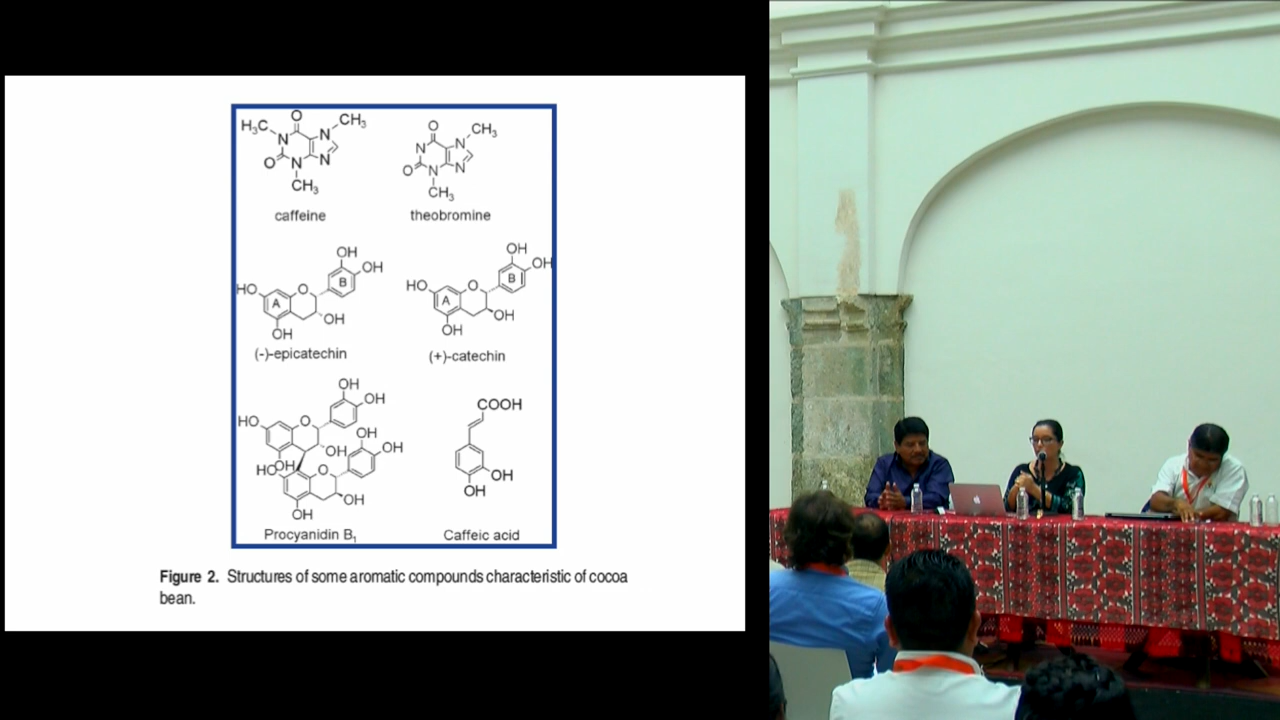 H₃C O CH₃ O CH₃
N N N N
O N N O N N
CH₃ CH₃
caffeine theobromine
OH OH
OH OH
HO O B HO O B
A A
OH OH
OH OH
(-)-epicatechin (+)-catechin
OH
OH COOH
HO O
OH
OH OH
OH
HO O OH
OH OH
OH
Procyanidin B₁ Caffeic acid
Figure 2. Structures of some aromatic compounds characteristic of cocoa
bean.